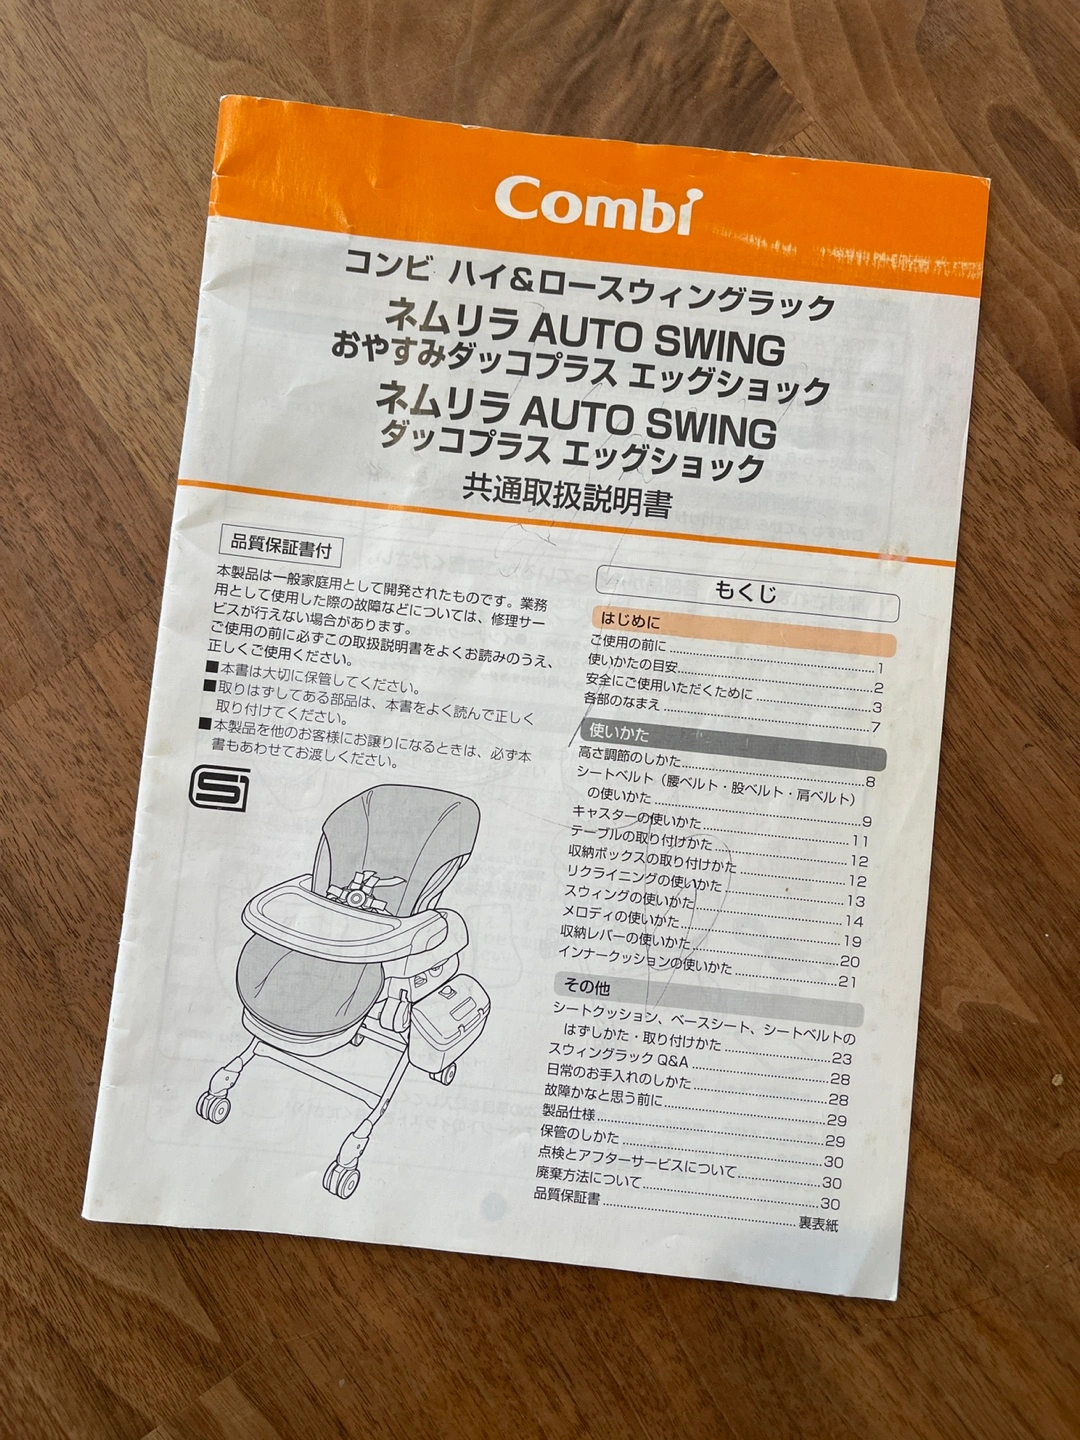 Combi
コンビ ハイ&ロースウィングラック
ネムリラ AUTO SWING
おやすみダッコプラス エッグショック
ネムリラ AUTO SWING
ダッコプラス エッグショック
共通取扱説明書
品質保証書付
本製品は一般家庭用として開発されたものです。業務
用として使用した際の故障などについては、修理サー
ビスが行えない場合があります。
ご使用の前に必ずこの取扱説明書をよくお読みのうえ、
正しくご使用ください。
■本書は大切に保管してください。
■取りはずしてある部品は、本書をよく読んで正しく
取り付けてください。
■本製品を他のお客様にお譲りになるときは、必ず本
書もあわせてお渡しください。
S
もくじ
はじめに
ご使用の前に 1
使いかたの目安 2
安全にご使用いただくために 3
各部のなまえ 7
使いかた
高さ調節のしかた 8
シートベルト(腰ベルト・股ベルト・肩ベルト)
の使いかた 9
キャスターの使いかた 11
テーブルの取り付けかた 12
収納ボックスの取り付けかた 12
リクライニングの使いかた 13
スウィングの使いかた 14
メロディの使いかた 19
収納レバーの使いかた 20
インナークッションの使いかた 21
その他
シートクッション、ベースシート、シートベルトの
はずしかた・取り付けかた 23
スウィングラック Q&A 28
日常のお手入れのしかた 28
故障かなと思う前に 29
製品仕様 29
保管のしかた 30
点検とアフターサービスについて 30
廃棄方法について 30
品質保証書 裏表紙